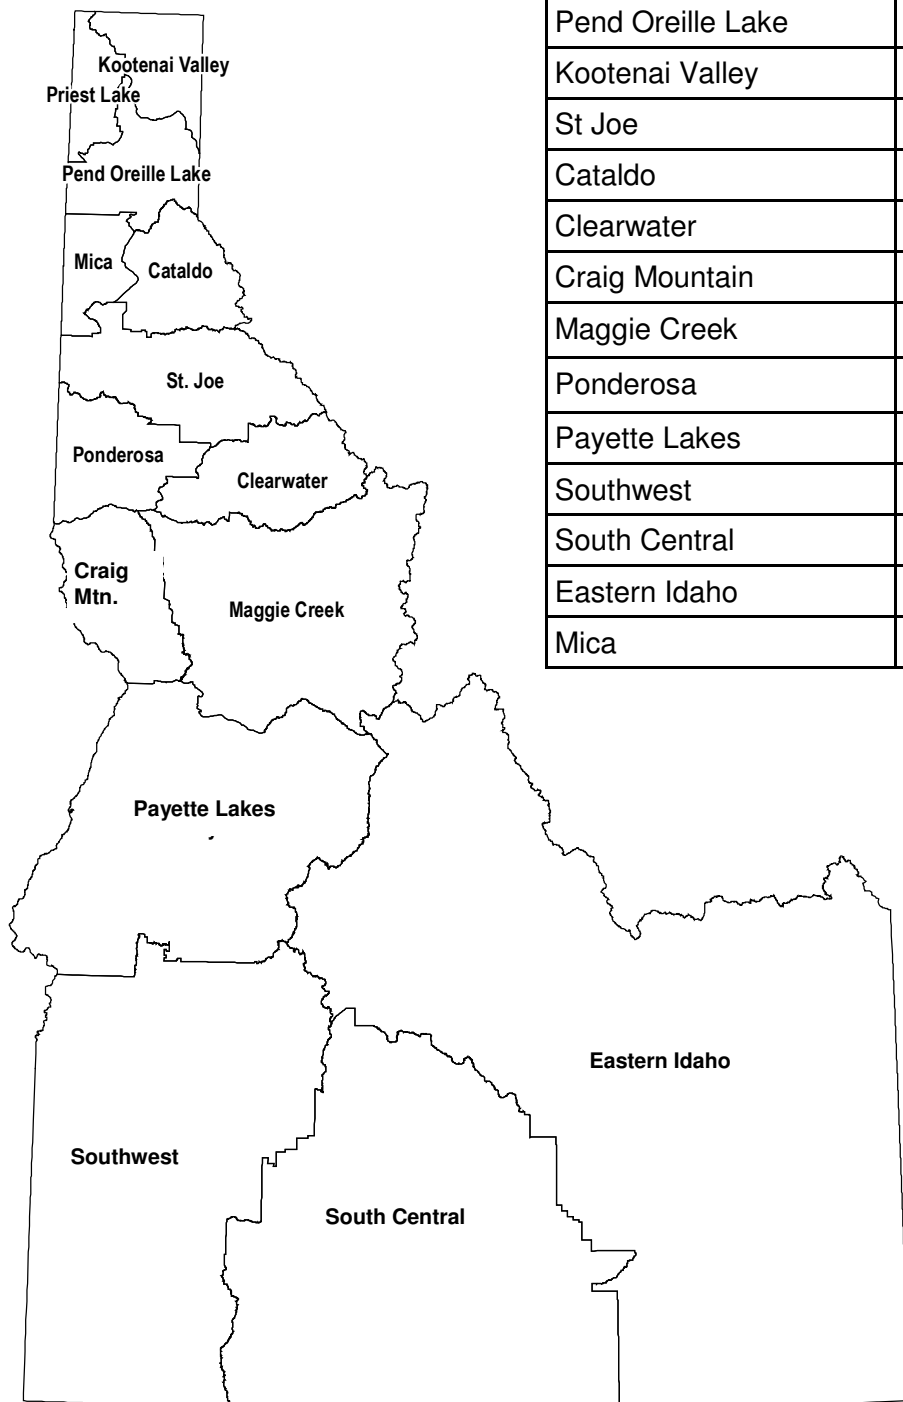 Kootenai Valley
Priest Lake
Pend Oreille Lake
Mica
Cataldo
St. Joe
Ponderosa
Clearwater
Craig
Mtn.
Maggie Creek
Payette Lakes
Eastern Idaho
Southwest
South Central
Pend Oreille Lake
Kootenai Valley
St Joe
Cataldo
Clearwater
Craig Mountain
Maggie Creek
Ponderosa
Payette Lakes
Southwest
South Central
Eastern Idaho
Mica